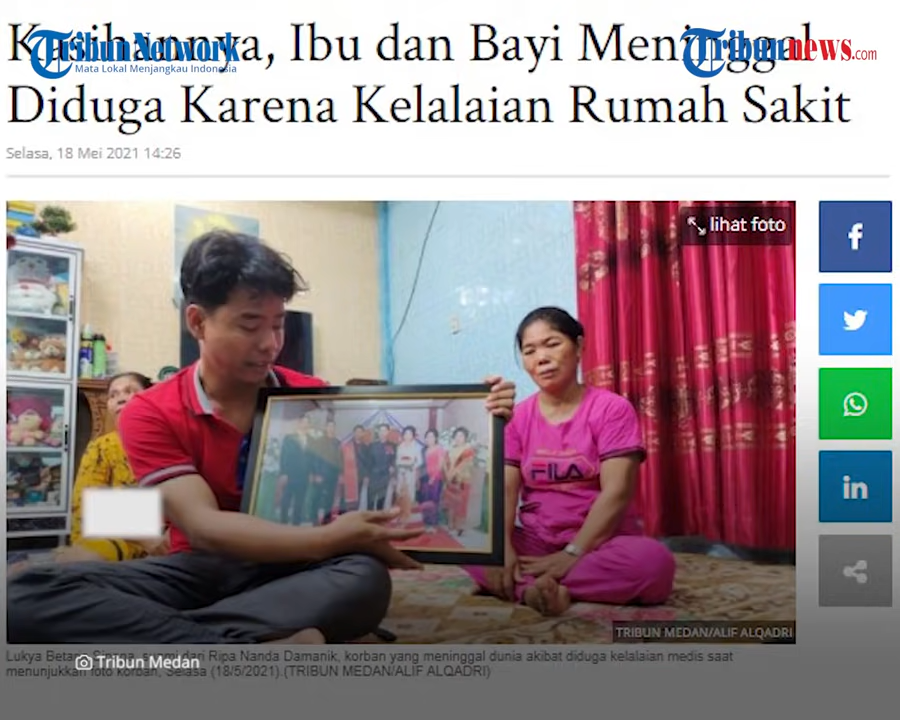 Kasihannya, Ibu dan Bayi Meninggal
Diduga Karena Kelalaian Rumah Sakit
Tribun Network
Mata Lokal Menjangkau Indonesia
Tribunnews.com
Selasa, 18 Mei 2021 14:26
lihat foto
FILA
TRIBUN MEDAN/ALIF ALQADRI
Lukya suami dari Ripa Nanda Damanik, korban yang meninggal dunia akibat diduga kelalaian medis saat
menunjukkan foto korban, Selasa (18/5/2021).(TRIBUN MEDAN/ALIF ALQADRI)
Tribun Medan